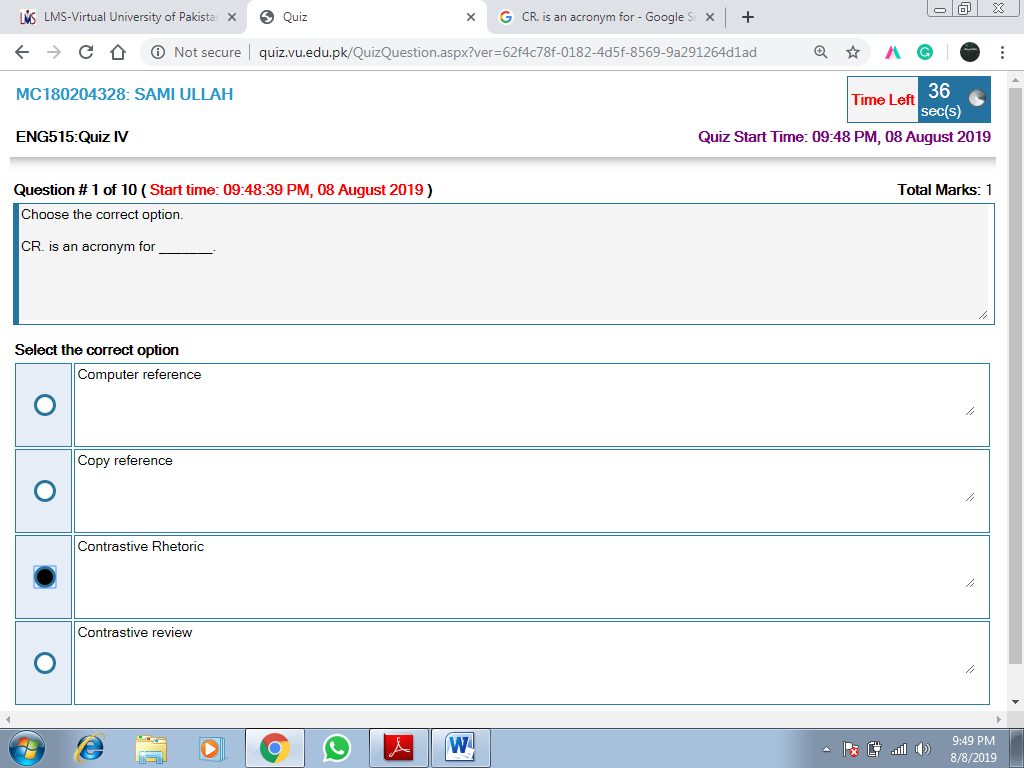 LMS-Virtual University of Pakistan
Quiz
CR. is an acronym for - Google Se
Not secure
quiz.vu.edu.pk/QuizQuestion.aspx?ver=62f4c78f-0182-4d5f-8569-9a291264d1ad
MC180204328: SAMI ULLAH
Time Left
36
sec(s)
ENG515:Quiz IV
Quiz Start Time: 09:48 PM, 08 August 2019
Question # 1 of 10 ( Start time: 09:48:39 PM, 08 August 2019 )
Total Marks: 1
Choose the correct option.
CR. is an acronym for _______.
Select the correct option
Computer reference
Copy reference
Contrastive Rhetoric
Contrastive review
9:49 PM
8/8/2019